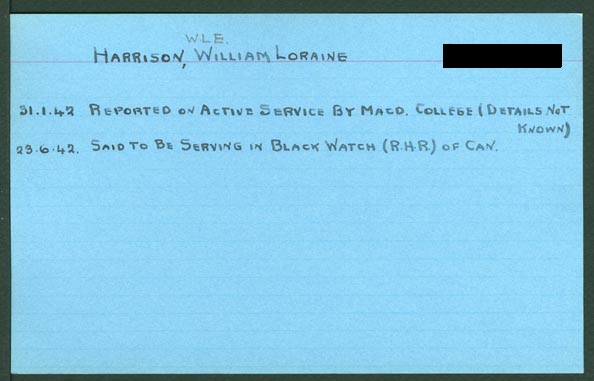 W.L.E.
HARRISON, WILLIAM LORAINE
31.1.42 REPORTED ON ACTIVE SERVICE BY MACD. COLLEGE (DETAILS NOT
KNOWN)
23.6.42. SAID TO BE SERVING IN BLACK WATCH (R.H.R.) OF CAN.